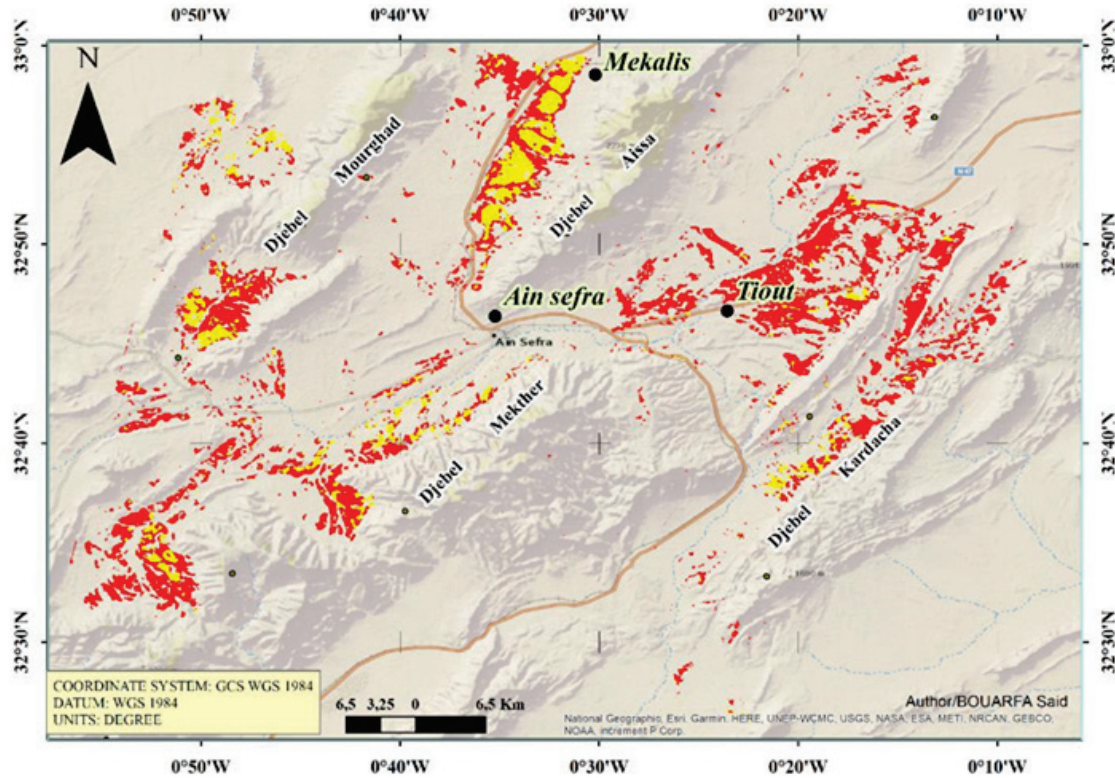 0°50'W 0°40'W 0°30'W 0°20'W 0°10'W
33°0'N 33°0'N
N
Mekalis
Mourghad
Djebel
Aissa
Djebel
32°50'N 32°50'N
Ain sefra
Ain Sefra
Tiout
Mekther
Djebel
32°40'N 32°40'N
Kardacha
Djebel
32°30'N 32°30'N
COORDINATE SYSTEM: GCS WGS 1984
DATUM: WGS 1984
UNITS: DEGREE
6,5 3,25 0 6,5 Km
Author/BOUARFA Said
National Geographic, Esri, Garmin, HERE, UNEP-WCMC, USGS, NASA, ESA, METI, NRCAN, GEBCO,
NOAA, increment P Corp.
0°50'W 0°40'W 0°30'W 0°20'W 0°10'W